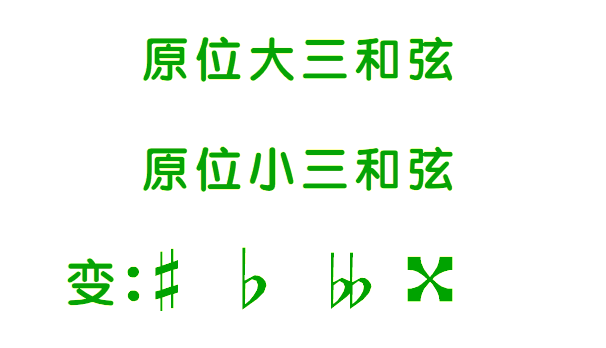 原位大三和弦
原位小三和弦
变:♯ ♭ 𝄫 𝄪